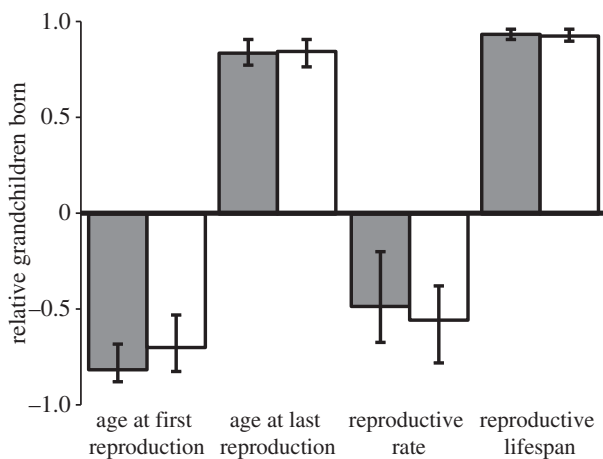 relative grandchildren born
1.0
0.5
0
–0.5
–1.0
age at first
reproduction
age at last
reproduction
reproductive
rate
reproductive
lifespan